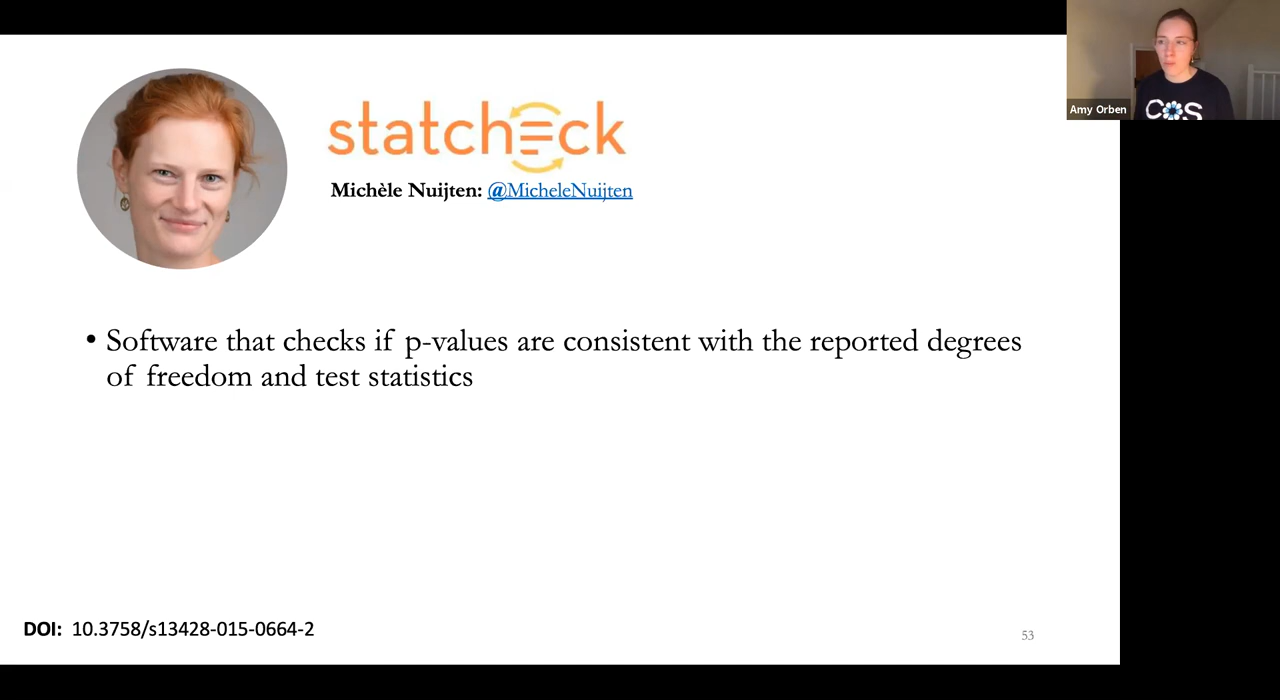 Amy Orben
COS
statcheck
Michèle Nuijten: @MicheleNuijten
• Software that checks if p-values are consistent with the reported degrees
of freedom and test statistics
DOI: 10.3758/s13428-015-0664-2
53